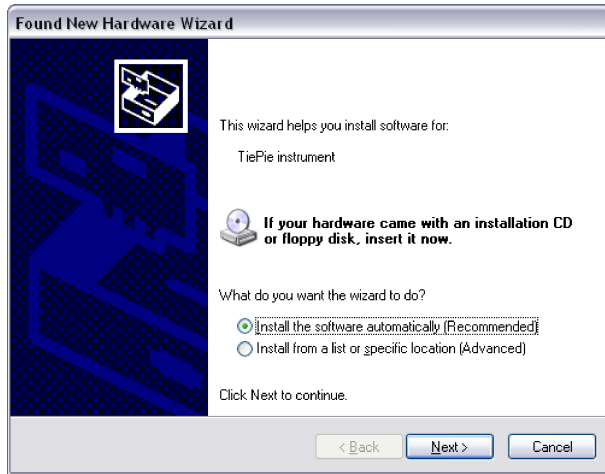 Found New Hardware Wizard
This wizard helps you install software for:
TiePie instrument
If your hardware came with an installation CD
or floppy disk, insert it now.
What do you want the wizard to do?
Install the software automatically (Recommended)
Install from a list or specific location (Advanced)
Click Next to continue.
< Back Next > Cancel